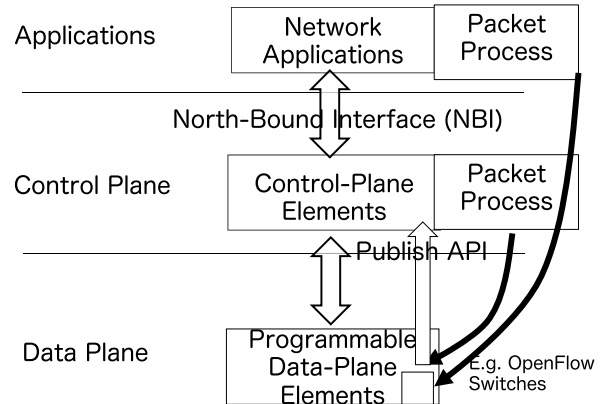 Applications
Network
Applications
Packet
Process
North-Bound Interface (NBI)
Control Plane
Control-Plane
Elements
Packet
Process
Publish API
Data Plane
Programmable
Data-Plane
Elements
E.g. OpenFlow
Switches